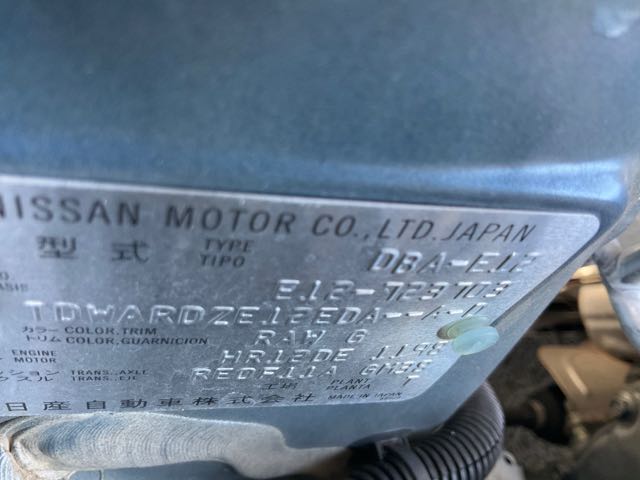 NISSAN MOTOR CO.,LTD. JAPAN
型式 TYPE TIPO DBA-E12
E12-729703
TDWARDZE12EDA--A-D
カラー COLOR,TRIM
トリム COLOR,GUARNICION RAW G
ENGINE MOTOR HR12DE 1198
TRANS.AXLE TRANS.EJE RE0F11A GH38
工場 PLANT PLANTA T
日産自動車株式会社 MADE IN JAPAN